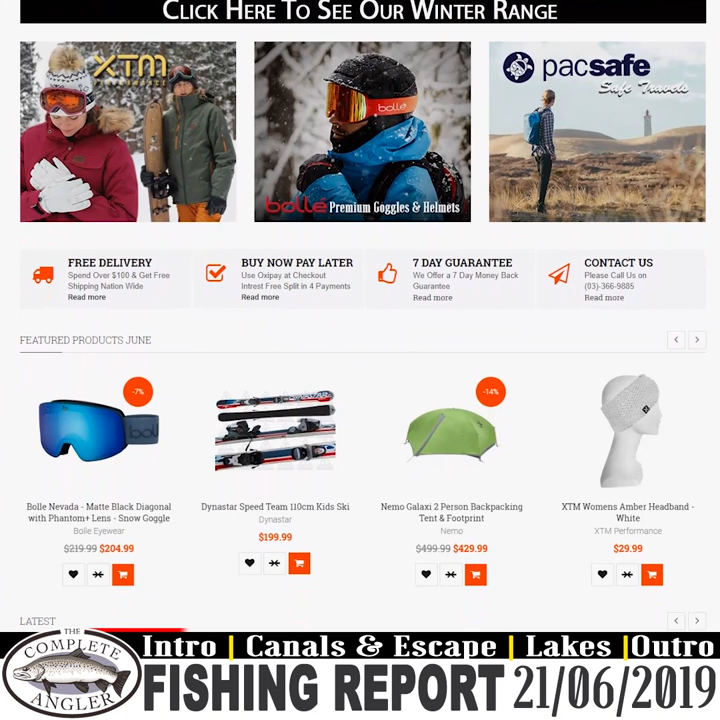 Click Here To See Our Winter Range
XTM
PERFORMANCE
bolle
bolle Premium Goggles & Helmets
pacsafe
Safe Travels
FREE DELIVERY
Spend Over $100 & Get Free
Shipping Nation Wide
Read more
BUY NOW PAY LATER
Use Oxipay at Checkout
Intrest Free Split in 4 Payments
Read more
7 DAY GUARANTEE
We Offer a 7 Day Money Back
Guarantee
Read more
CONTACT US
Please Call Us on
(03)-366-9885
Read more
FEATURED PRODUCTS JUNE
-7%
-14%
Bolle Nevada - Matte Black Diagonal
with Phantom+ Lens - Snow Goggle
Bolle Eyewear
$219.99 $204.99
Dynastar Speed Team 110cm Kids Ski
Dynastar
$199.99
Nemo Galaxi 2 Person Backpacking
Tent & Footprint
Nemo
$499.99 $429.99
XTM Womens Amber Headband -
White
XTM Performance
$29.99
LATEST
THE
COMPLETE
ANGLER
Intro | Canals & Escape | Lakes |Outro
FISHING REPORT 21/06/2019